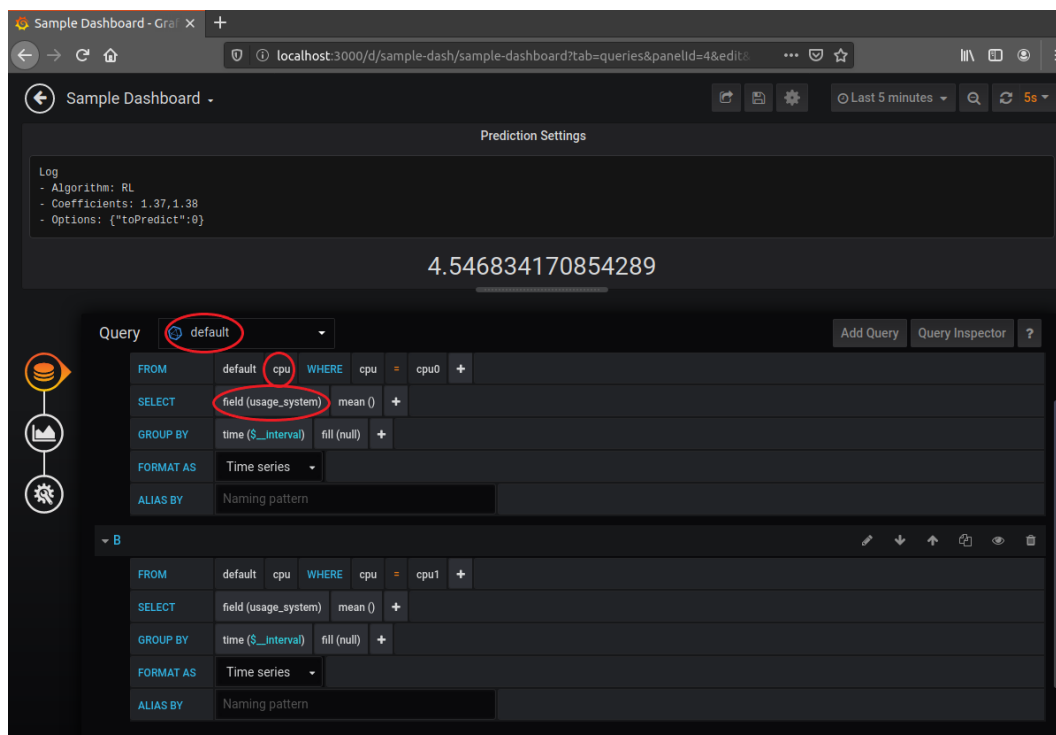 Sample Dashboard - Graf
localhost:3000/d/sample-dash/sample-dashboard?tab=queries&panelId=4&edit&
Sample Dashboard
Last 5 minutes 5s
Prediction Settings
Log
- Algorithm: RL
- Coefficients: 1.37,1.38
- Options: {"toPredict":0}
4.546834170854289
Query default Add Query Query Inspector ?
FROM default cpu WHERE cpu = cpu0 +
SELECT field (usage_system) mean () +
GROUP BY time ($__interval) fill (null) +
FORMAT AS Time series
ALIAS BY Naming pattern
B
FROM default cpu WHERE cpu = cpu1 +
SELECT field (usage_system) mean () +
GROUP BY time ($__interval) fill (null) +
FORMAT AS Time series
ALIAS BY Naming pattern